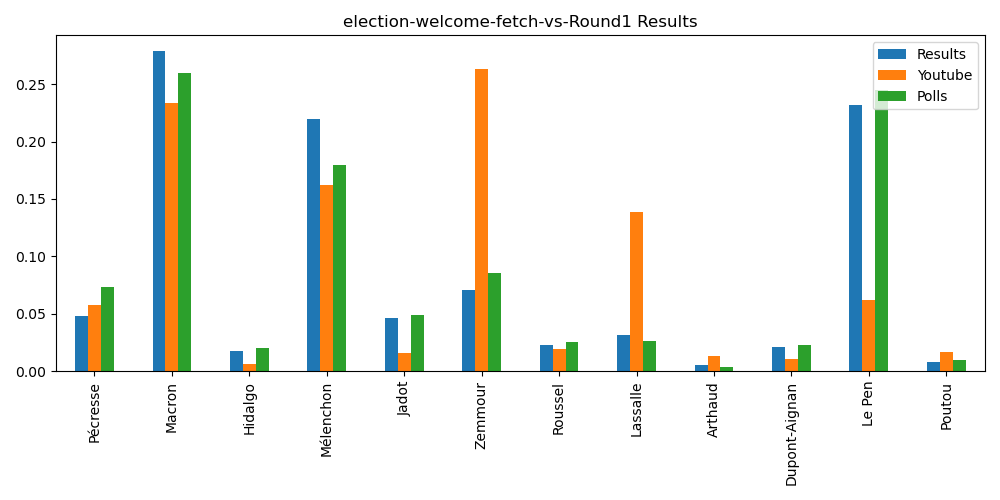 election-welcome-fetch-vs-Round1 Results
Results
Youtube
Polls
0.25
0.20
0.15
0.10
0.05
0.00
Pécresse
Macron
Hidalgo
Mélenchon
Jadot
Zemmour
Roussel
Lassalle
Arthaud
Dupont-Aignan
Le Pen
Poutou